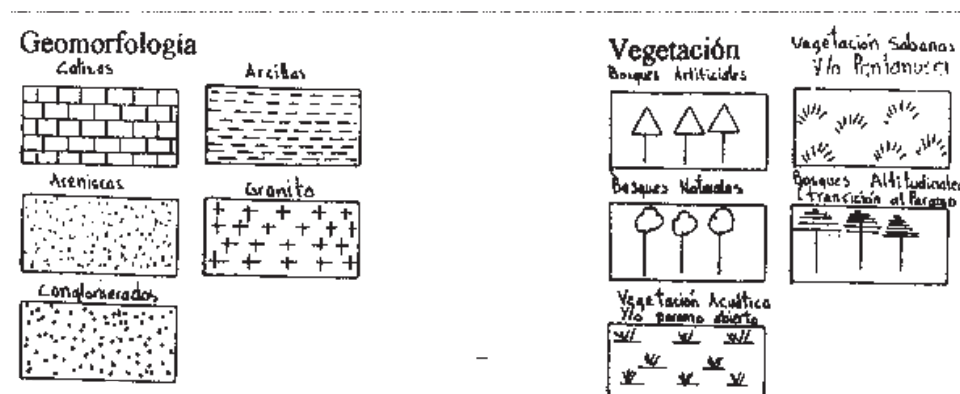 Geomorfología
Calizas
Arcillas
Areniscas
Granito
Conglomerados
Vegetación
Bosques Artificiales
Vegetación Sabanas
y/o Pantanosa
Bosques Naturales
Bosques Altitudinales
(transición al Paramo
Vegetación Acuática
y/o paramo abierto